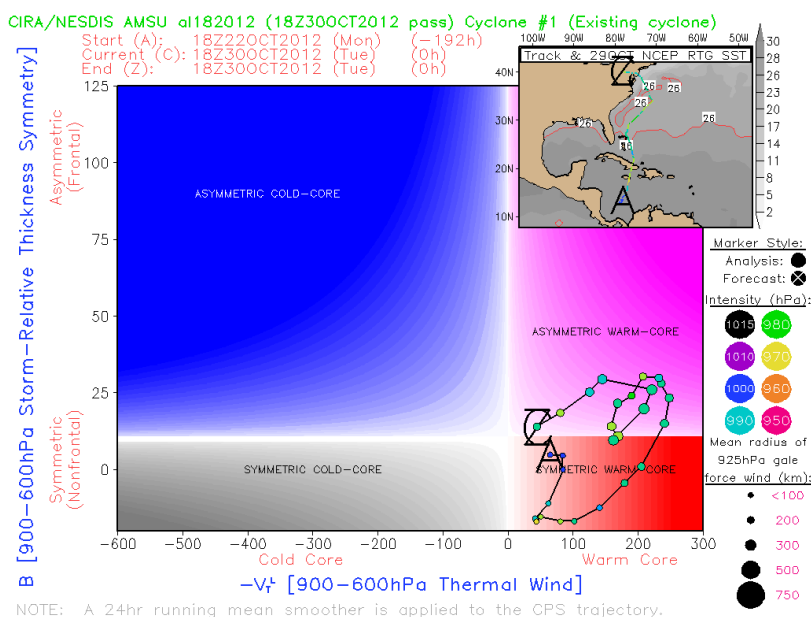 CIRA/NESDIS AMSU al182012 (18Z30OCT2012 pass) Cyclone #1 (Existing cyclone)
Start (A): 18Z22OCT2012 (Mon) (-192h)
Current (C): 18Z30OCT2012 (Tue) (0h)
End (Z): 18Z30OCT2012 (Tue) (0h)
100W 90W 80W 70W 60W 50W
Track & 29OCT NCEP RTG SST
40N
30N
20N
10N
26
26
26
26
26
26
26
Z
A
30
28
26
23
20
17
14
11
8
5
2
B [900-600hPa Storm-Relative Thickness Symmetry]
Asymmetric
(Frontal)
Symmetric
(Nonfrontal)
125
100
75
50
25
0
ASYMMETRIC COLD-CORE
ASYMMETRIC WARM-CORE
SYMMETRIC COLD-CORE
SYMMETRIC WARM-CORE
C
Z
A
-600 -500 -400 -300 -200 -100 0 100 200 300
Cold Core
Warm Core
-VTL [900-600hPa Thermal Wind]
Marker Style:
Analysis:
Forecast:
Intensity (hPa):
1015 980
1010 970
1000 960
990 950
Mean radius of
925hPa gale
force wind (km):
<100
200
300
500
750
NOTE: A 24hr running mean smoother is applied to the CPS trajectory.